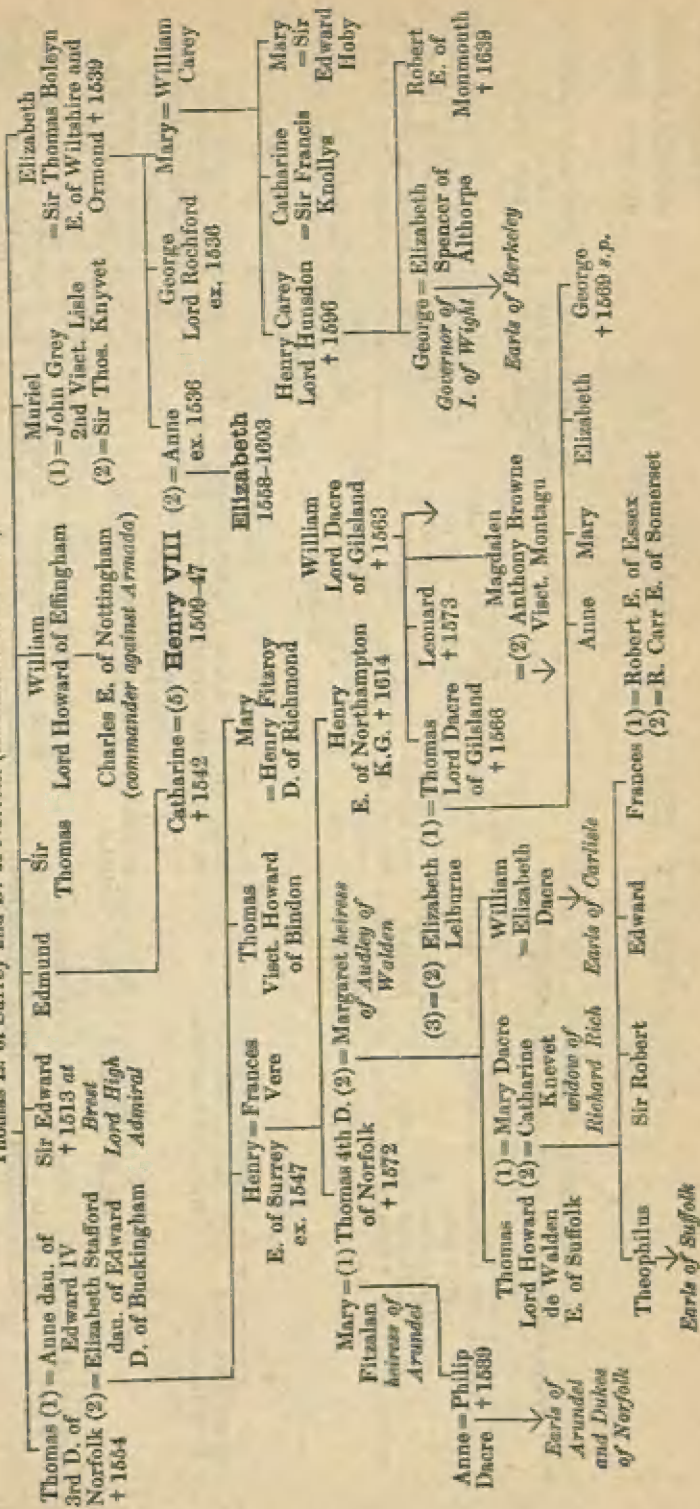 Thomas E. of Surrey and D. of Norfolk
Thomas (1) = Anne dau. of
3rd D. of Edward IV
Norfolk (2) = Elizabeth Stafford
† 1554 dau. of Edward
D. of Buckingham
Sir Edward
† 1513 at
Brest
Lord High
Admiral
Edmund
Sir
Thomas
William
Lord Howard of Effingham
Charles E. of Nottingham
(commander against Armada)
Muriel
(1) = John Grey
2nd Visct. Lisle
(2) = Sir Thos. Knyvet
Elizabeth
= Sir Thomas Boleyn
E. of Wiltshire and
Ormond † 1539
Catharine = (5) Henry VIII (2) = Anne
† 1542 1509–47 ex. 1536
George
Lord Rochford
ex. 1536
Mary = William
Carey
Elizabeth
1558–1603
Henry Carey
Lord Hunsdon
† 1596
Catharine
= Sir Francis
Knollys
Mary
= Sir
Edward
Hoby
George = Elizabeth
Governor of Spencer of
I. of Wight Althorpe
Earls of Berkeley
Robert
E. of
Monmouth
† 1639
Henry = Frances
E. of Surrey Vere
ex. 1547
Thomas
Visct. Howard
of Bindon
Mary
= Henry Fitzroy
D. of Richmond
Mary = (1) Thomas 4th D. (2) = Margaret heiress
Fitzalan of Norfolk of Audley of
heiress of † 1572 Walden
Arundel
Henry
E. of Northampton
K.G. † 1614
William
Lord Dacre
of Gilsland
† 1563
(3) = (2) Elizabeth (1) = Thomas
Leiburne Lord Dacre
of Gilsland
† 1566
Leonard
† 1573
Magdalen
= (2) Anthony Browne
Visct. Montagu
Anne = Philip
Dacre † 1589
Earls of
Arundel
and Dukes
of Norfolk
Thomas (1) = Mary Dacre
Lord Howard (2) = Catharine
de Walden Knevet
E. of Suffolk widow of
Richard Rich
William
= Elizabeth
Dacre
Earls of Carlisle
Anne
Mary
Elizabeth
George
† 1569 s.p.
Theophilus
Earls of Suffolk
Sir Robert
Edward
Frances (1) = Robert E. of Essex
(2) = R. Carr E. of Somerset